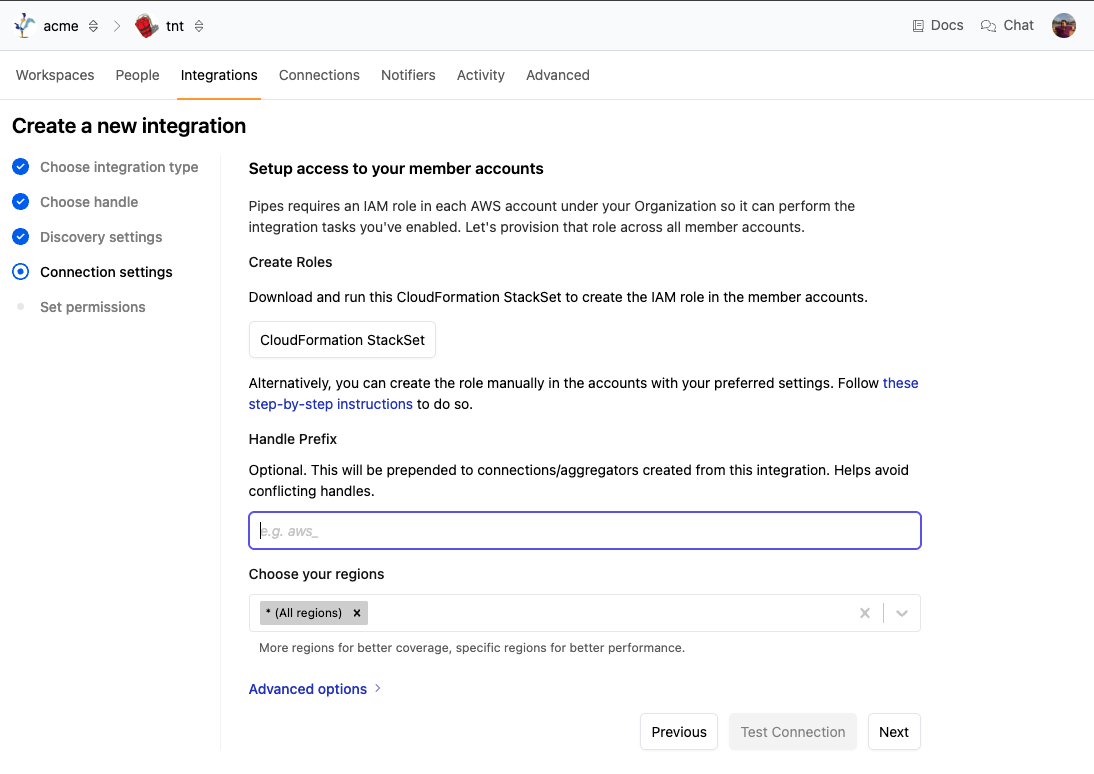 acme
tnt
Docs
Chat
Workspaces
People
Integrations
Connections
Notifiers
Activity
Advanced
Create a new integration
Choose integration type
Choose handle
Discovery settings
Connection settings
Set permissions
Setup access to your member accounts
Pipes requires an IAM role in each AWS account under your Organization so it can perform the
integration tasks you've enabled. Let's provision that role across all member accounts.
Create Roles
Download and run this CloudFormation StackSet to create the IAM role in the member accounts.
CloudFormation StackSet
Alternatively, you can create the role manually in the accounts with your preferred settings. Follow these
step-by-step instructions to do so.
Handle Prefix
Optional. This will be prepended to connections/aggregators created from this integration. Helps avoid
conflicting handles.
e.g. aws_
Choose your regions
* (All regions)
More regions for better coverage, specific regions for better performance.
Advanced options
Previous
Test Connection
Next